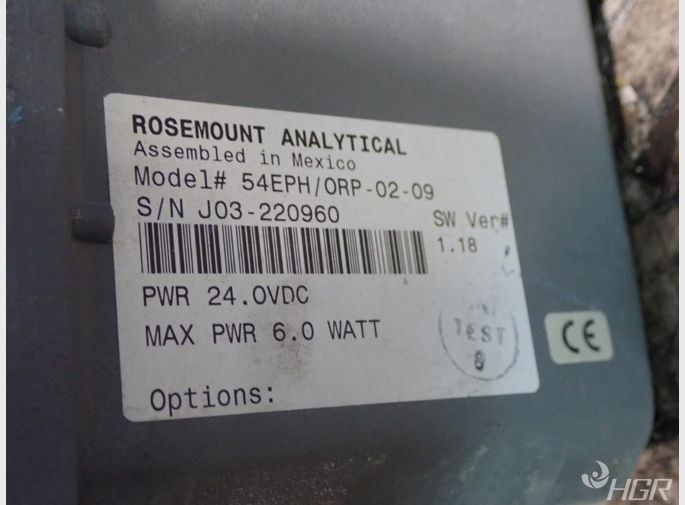 ROSEMOUNT ANALYTICAL
Assembled in Mexico
Model# 54EPH/ORP-02-09
S/N J03-220960
SW Ver#
1.18
PWR 24.0VDC
MAX PWR 6.0 WATT
TEST
8
CE
Options:
HGR